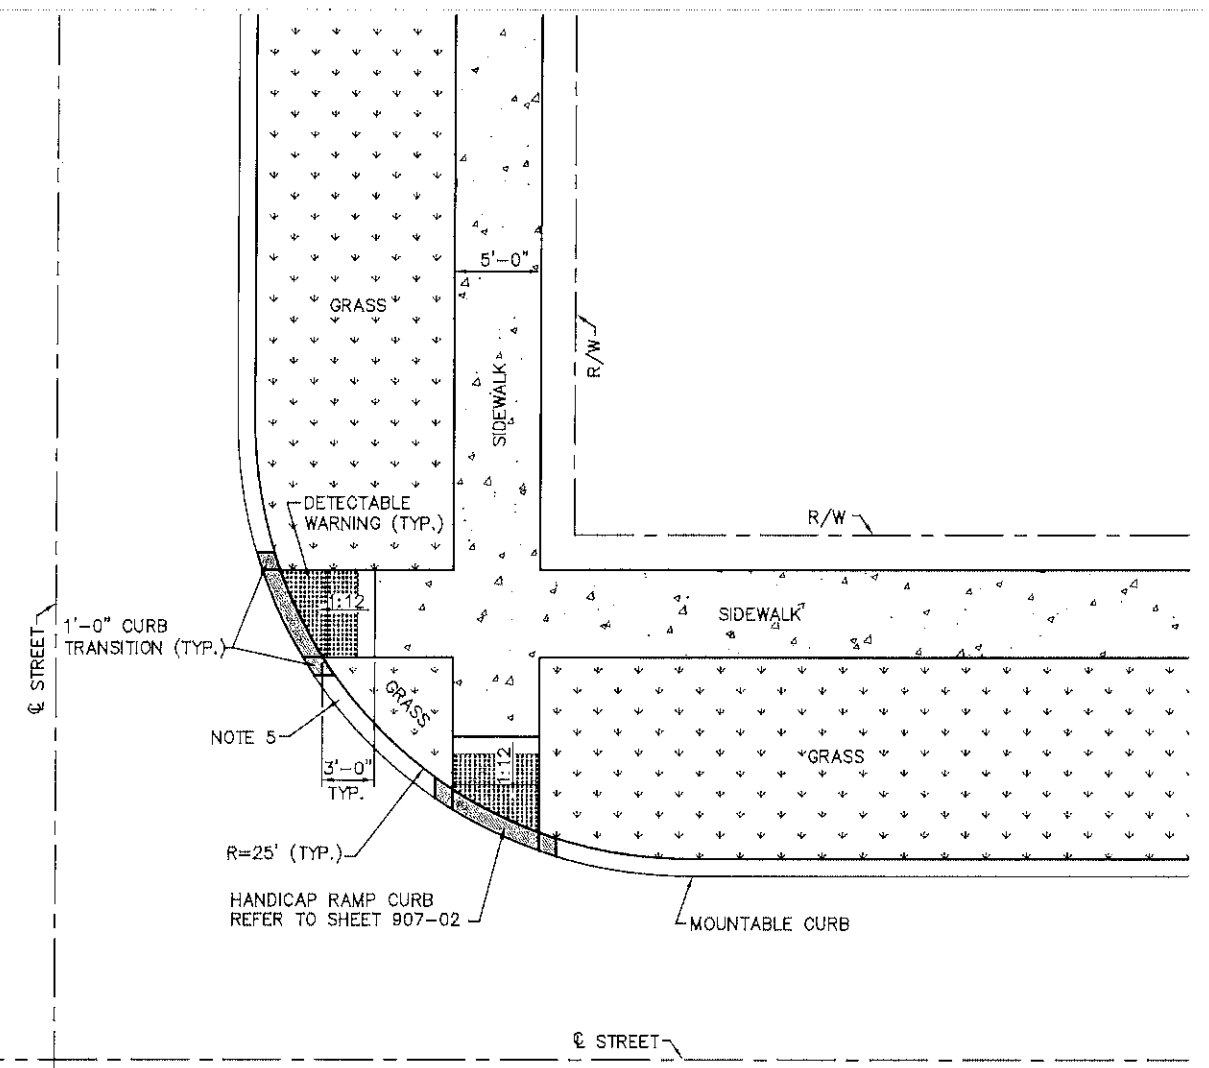 5'-0"
GRASS
R/W
SIDEWALK
DETECTABLE
WARNING (TYP.)
R/W
1:12
SIDEWALK
1'-0" CURB
TRANSITION (TYP.)
℄ STREET
GRASS
NOTE 5
1:12
GRASS
3'-0"
TYP.
R=25' (TYP.)
HANDICAP RAMP CURB
REFER TO SHEET 907-02
MOUNTABLE CURB
℄ STREET